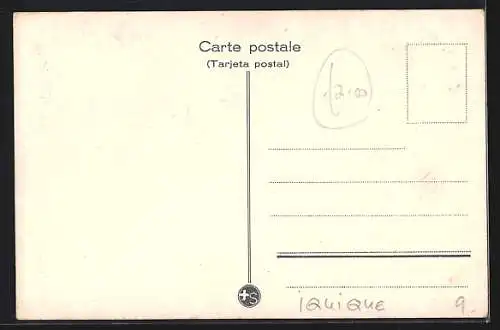 Carte postale
(Tarjeta postal)
S
IQUIQUE 9.